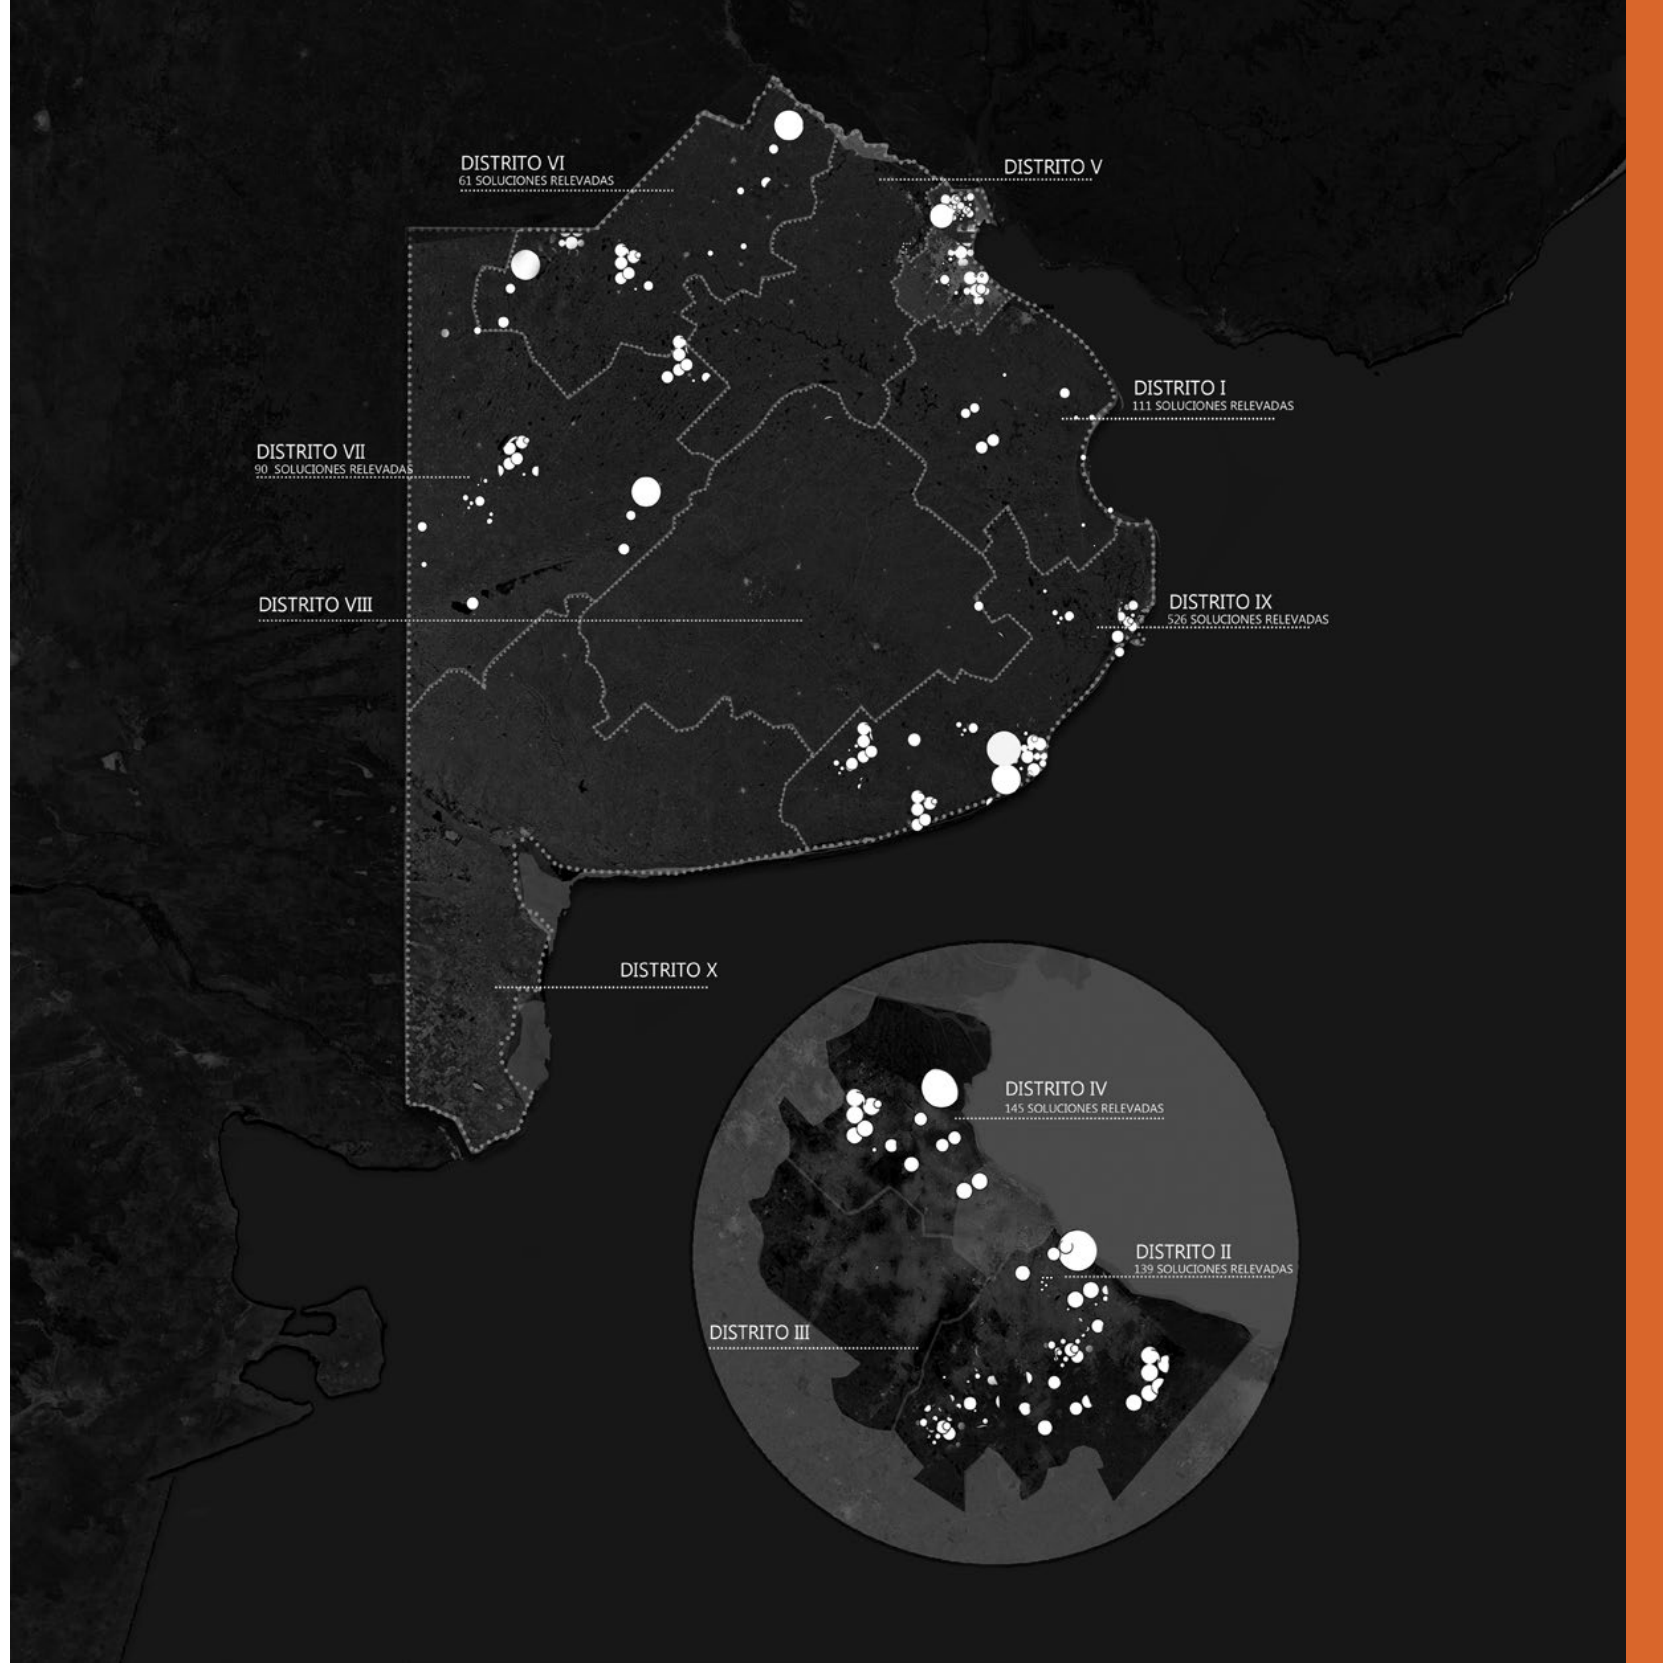 DISTRITO VI
61 SOLUCIONES RELEVADAS
DISTRITO V
DISTRITO I
111 SOLUCIONES RELEVADAS
DISTRITO VII
90 SOLUCIONES RELEVADAS
DISTRITO VIII
DISTRITO IX
526 SOLUCIONES RELEVADAS
DISTRITO X
DISTRITO IV
145 SOLUCIONES RELEVADAS
DISTRITO II
139 SOLUCIONES RELEVADAS
DISTRITO III